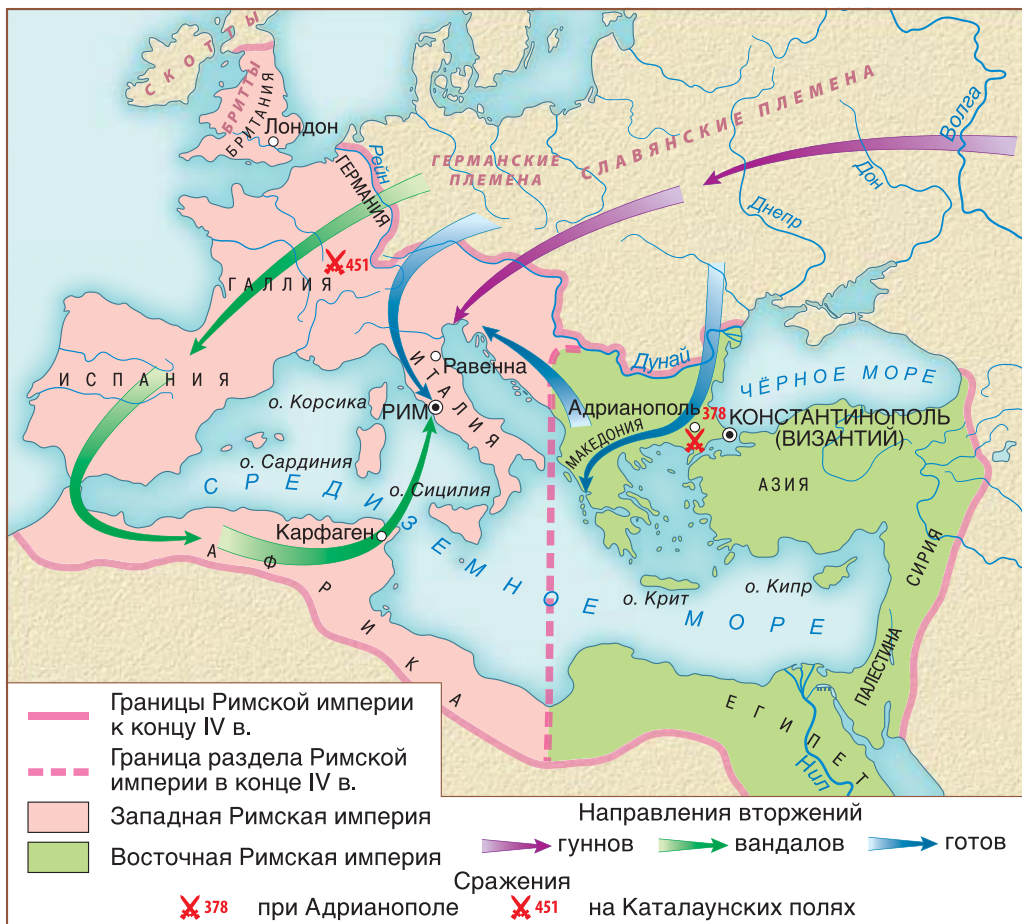 СКОТТЫ
БРИТТЫ
БРИТАНИЯ
Лондон
Рейн
ГЕРМАНИЯ
ГЕРМАНСКИЕ
ПЛЕМЕНА
СЛАВЯНСКИЕ ПЛЕМЕНА
Волга
Дон
Днепр
451
ГАЛЛИЯ
ИСПАНИЯ
Равенна
ИТАЛИЯ
о. Корсика
РИМ
о. Сардиния
о. Сицилия
Карфаген
АФРИКА
СРЕДИЗЕМНОЕ МОРЕ
Дунай
ЧЁРНОЕ МОРЕ
Адрианополь 378
КОНСТАНТИНОПОЛЬ
(ВИЗАНТИЙ)
МАКЕДОНИЯ
АЗИЯ
СИРИЯ
о. Крит
о. Кипр
ПАЛЕСТИНА
ЕГИПЕТ
Нил
Границы Римской империи
к концу IV в.
Граница раздела Римской
империи в конце IV в.
Западная Римская империя
Восточная Римская империя
Направления вторжений
гуннов вандалов готов
Сражения
378 при Адрианополе 451 на Каталаунских полях